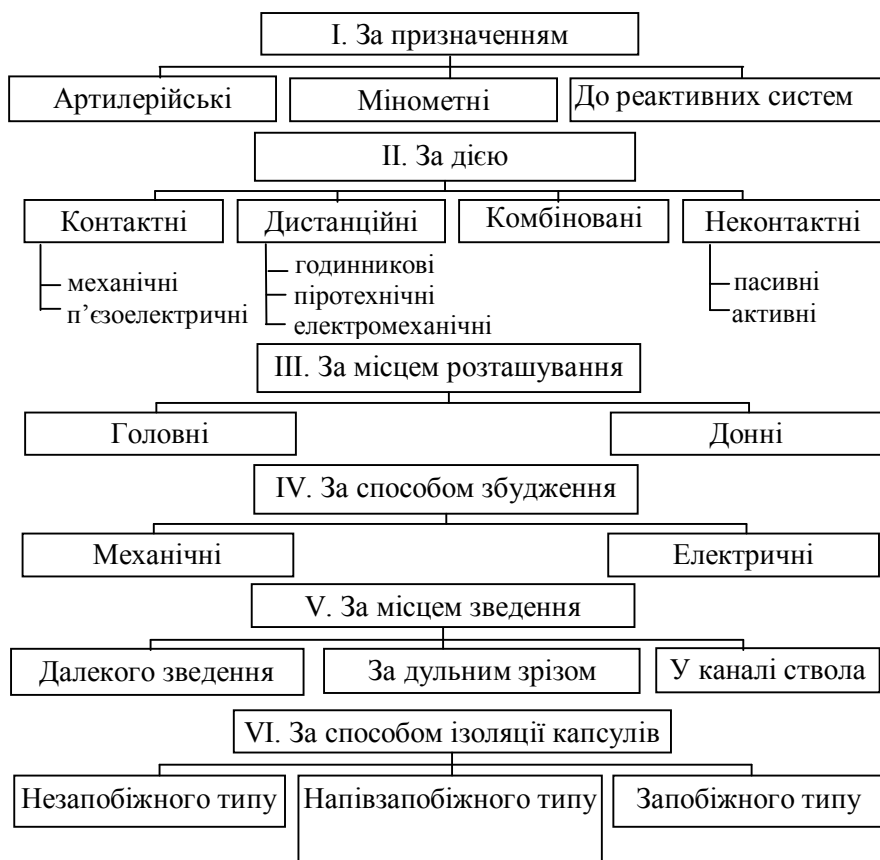 І. За призначенням
Артилерійські
Мінометні
До реактивних систем
ІІ. За дією
Контактні
Дистанційні
Комбіновані
Неконтактні
механічні
п’єзоелектричні
годинникові
піротехнічні
електромеханічні
пасивні
активні
ІІІ. За місцем розташування
Головні
Донні
IV. За способом збудження
Механічні
Електричні
V. За місцем зведення
Далекого зведення
За дульним зрізом
У каналі ствола
VI. За способом ізоляції капсулів
Незапобіжного типу
Напівзапобіжного типу
Запобіжного типу